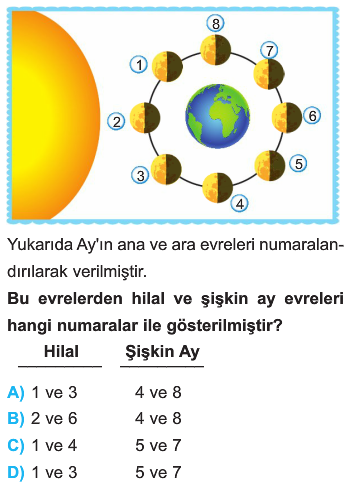 8
1
7
2
6
3
5
4
Yukarıda Ay'ın ana ve ara evreleri numaralan-
dırılarak verilmiştir.
Bu evrelerden hilal ve şişkin ay evreleri
hangi numaralar ile gösterilmiştir?
Hilal Şişkin Ay
A) 1 ve 3 4 ve 8
B) 2 ve 6 4 ve 8
C) 1 ve 4 5 ve 7
D) 1 ve 3 5 ve 7